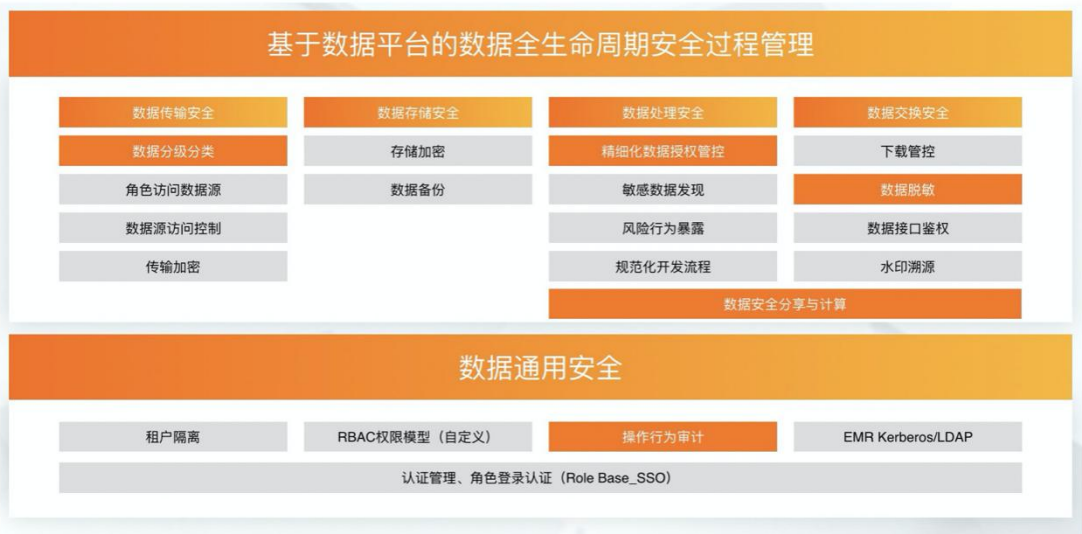 基于数据平台的数据全生命周期安全过程管理
数据传输安全
数据分级分类
角色访问数据源
数据源访问控制
传输加密
数据存储安全
存储加密
数据备份
数据处理安全
精细化数据授权管控
敏感数据发现
风险行为暴露
规范化开发流程
数据交换安全
下载管控
数据脱敏
数据接口鉴权
水印溯源
数据安全分享与计算
数据通用安全
租户隔离
RBAC权限模型（自定义）
操作行为审计
EMR Kerberos/LDAP
认证管理、角色登录认证（Role Base_SSO）